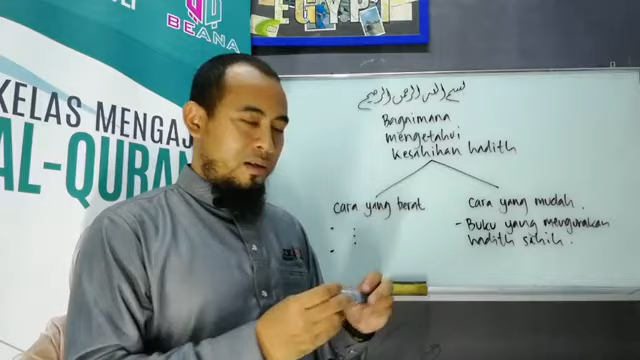 BEANA
EGYPT
KELAS MENGAJ
AL-QURAN
بسم الله الرحمن الرحيم
Bagaimana
mengetahui
kesahihan hadith
Cara yang berat
Cara yang mudah.
- Buku yang mengumpulkan
hadith sahih.